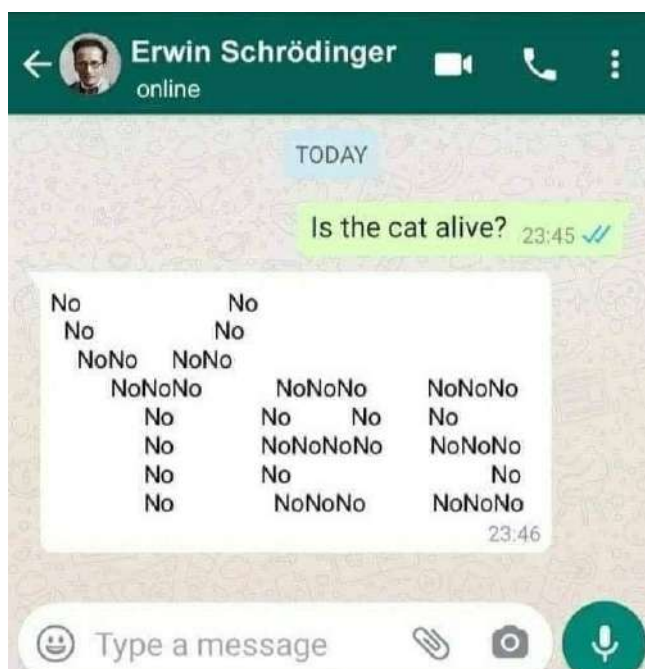 Erwin Schrödinger
online
TODAY
Is the cat alive? 23:45
No No
No No
NoNo NoNo
NoNoNo NoNoNo NoNoNo
No No No No
No NoNoNoNo NoNoNo
No No No
No NoNoNo NoNoNo
23:46
Type a message